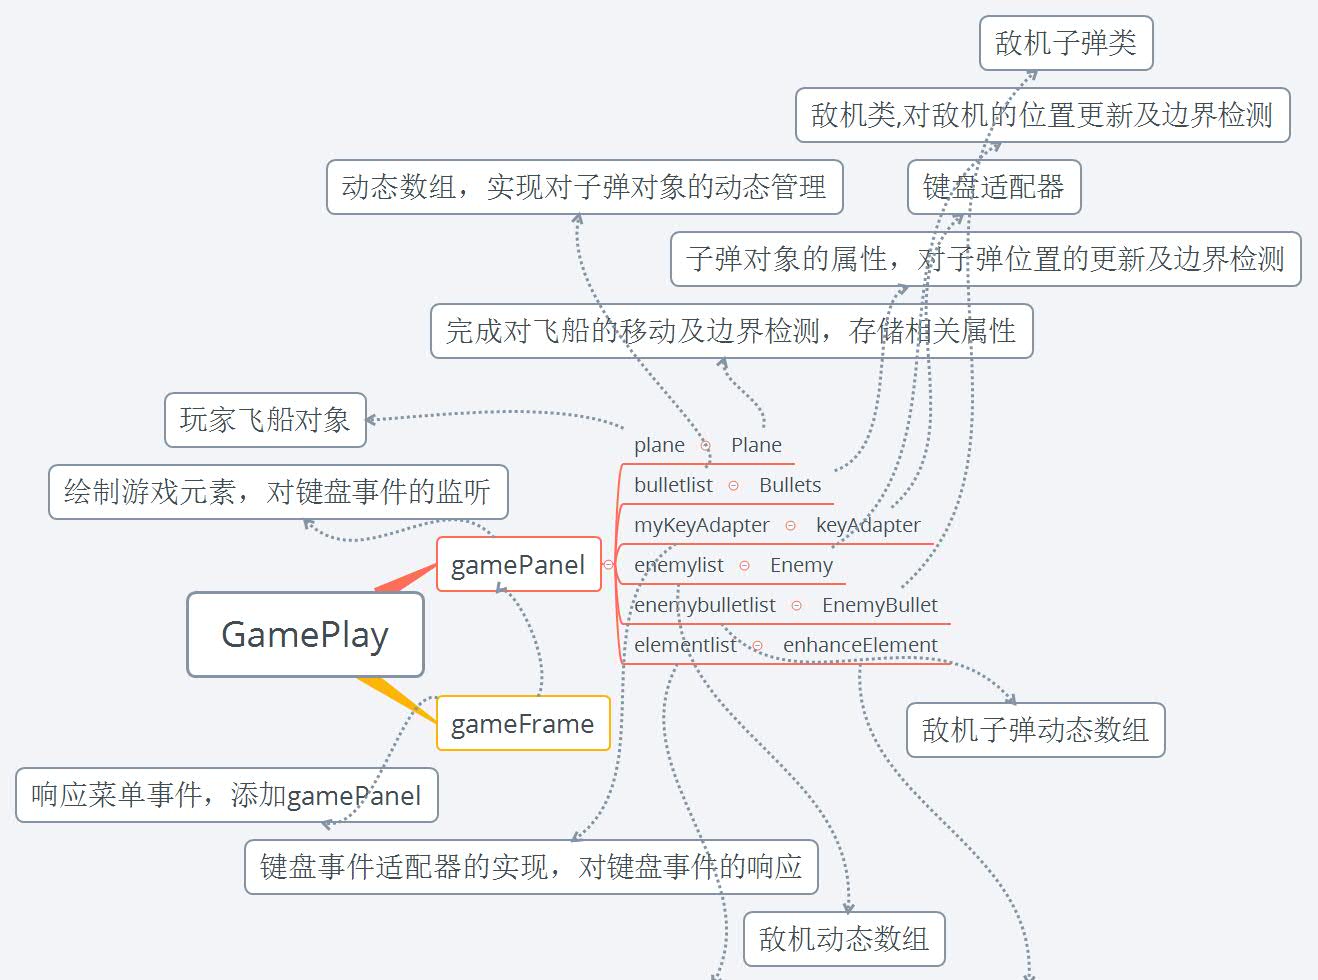 敌机子弹类
敌机类,对敌机的位置更新及边界检测
动态数组，实现对子弹对象的动态管理
键盘适配器
子弹对象的属性，对子弹位置的更新及边界检测
完成对飞船的移动及边界检测，存储相关属性
玩家飞船对象
plane Plane
绘制游戏元素，对键盘事件的监听
bulletlist Bullets
myKeyAdapter keyAdapter
gamePanel
enemylist Enemy
enemybulletlist EnemyBullet
GamePlay
elementlist enhanceElement
gameFrame
敌机子弹动态数组
响应菜单事件，添加gamePanel
键盘事件适配器的实现，对键盘事件的响应
敌机动态数组